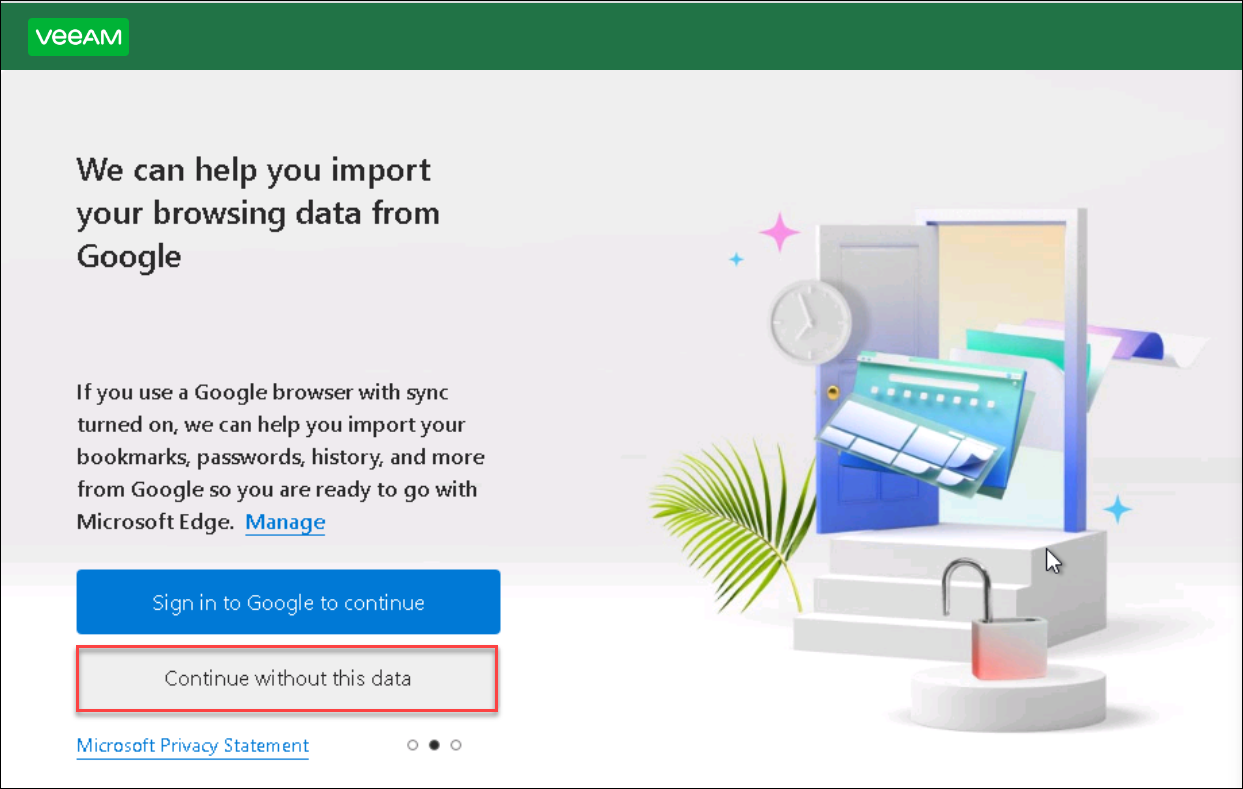 veeAM
We can help you import
your browsing data from
Google
If you use a Google browser with sync
turned on, we can help you import your
bookmarks, passwords, history, and more
from Google so you are ready to go with
Microsoft Edge. Manage
Sign in to Google to continue
Continue without this data
Microsoft Privacy Statement